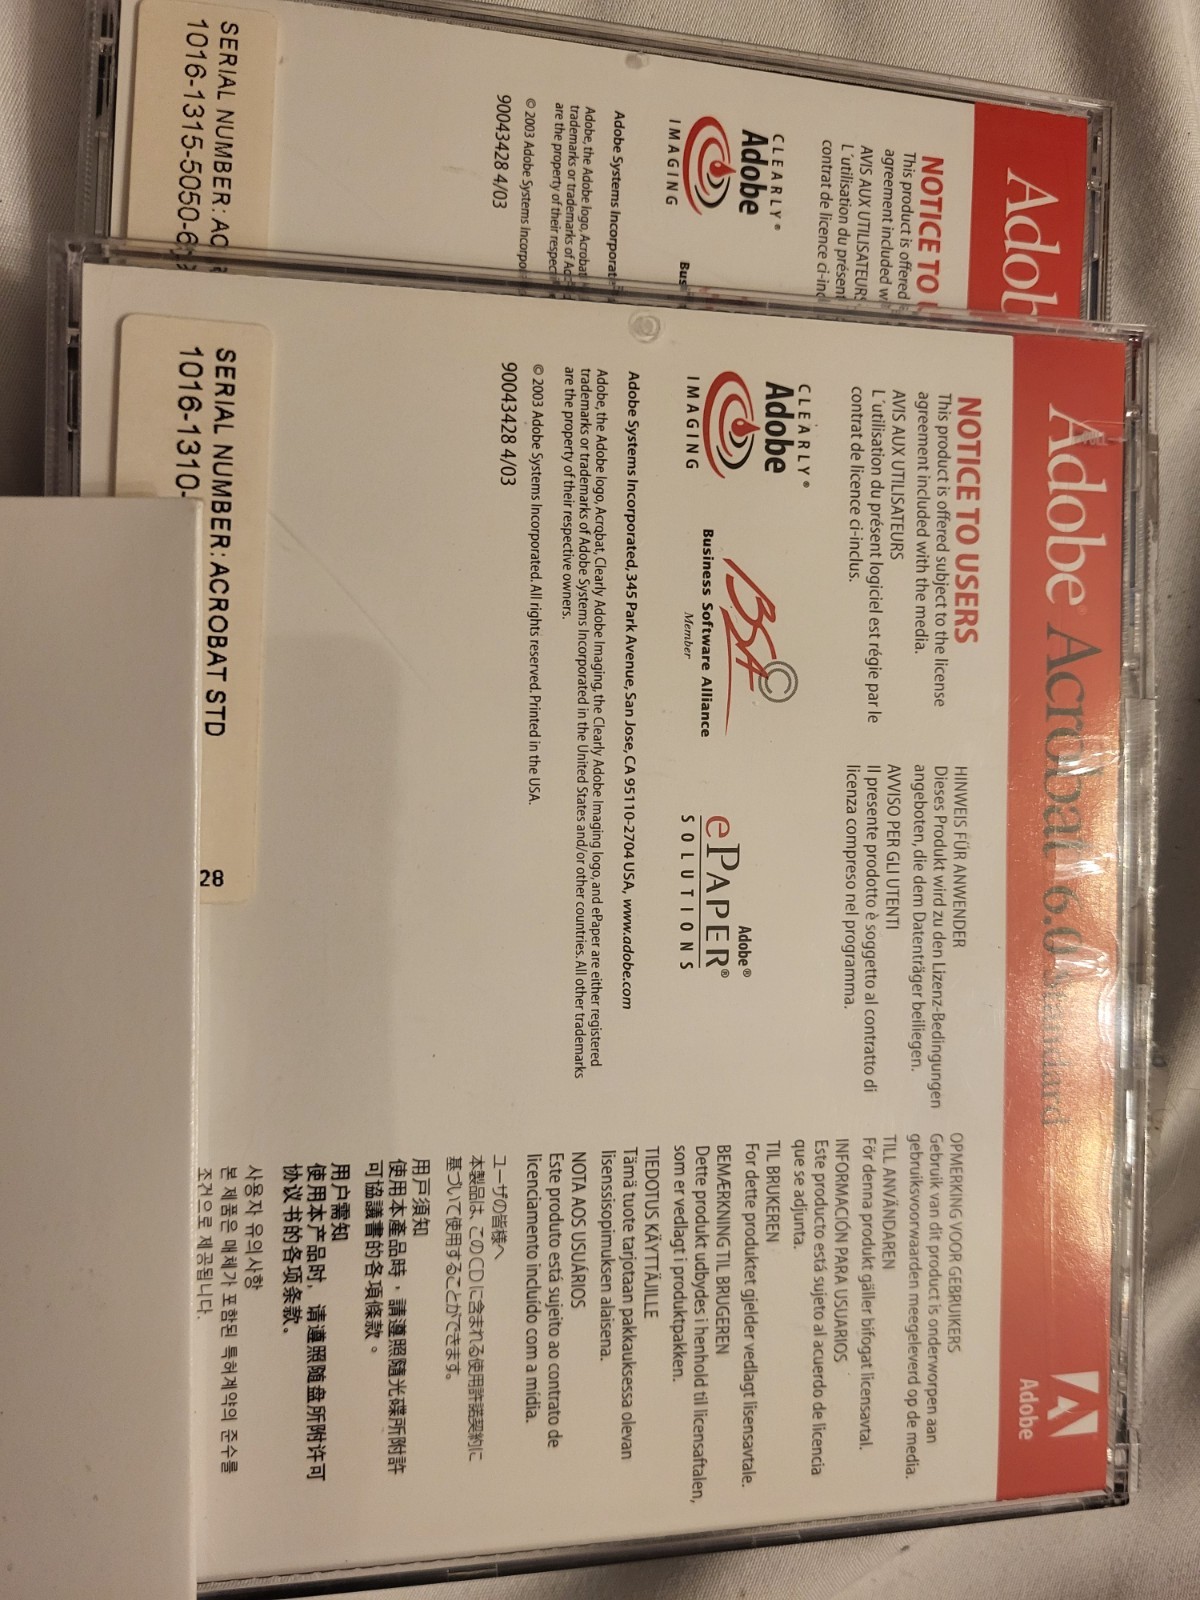 Adob
NOTICE TO U
This product is offered
agreement included w
AVIS AUX UTILISATEURS
L'utilisation du présent
contrat de licence ci-inc
CLEARLY®
Adobe
IMAGING
Bus
Adobe Systems Incorporat
Adobe, the Adobe logo, Acrobat
trademarks or trademarks of Ad
are the property of their respec
© 2003 Adobe Systems Incorpo
90043428 4/03
SERIAL NUMBER: AC
1016-1315-5050-6
Adobe® Acrobat® 6.0 Standard
Adobe
NOTICE TO USERS
This product is offered subject to the license
agreement included with the media.
AVIS AUX UTILISATEURS
L'utilisation du présent logiciel est régie par le
contrat de licence ci-inclus.
HINWEIS FÜR ANWENDER
Dieses Produkt wird zu den Lizenz-Bedingungen
angeboten, die dem Datenträger beiliegen.
AVVISO PER GLI UTENTI
Il presente prodotto è soggetto al contratto di
licenza compreso nel programma.
OPMERKING VOOR GEBRUIKERS
Gebruik van dit product is onderworpen aan
gebruiksvoorwaarden meegeleverd op de media.
TILL ANVÄNDAREN
För denna produkt gäller bifogat licensavtal.
INFORMACIÓN PARA USUARIOS
Este producto está sujeto al acuerdo de licencia
que se adjunta.
TIL BRUKEREN
For dette produktet gjelder vedlagt lisensavtale.
BEMÆRKNING TIL BRUGEREN
Dette produkt udbydes i henhold til licensaftalen,
som er vedlagt i produktpakken.
TIEDOTUS KÄYTTÄJILLE
Tämä tuote tarjotaan pakkauksessa olevan
lisenssisopimuksen alaisena.
NOTA AOS USUÁRIOS
Este produto está sujeito ao contrato de
licenciamento incluído com a mídia.
ユーザの皆様へ
本製品は、このCDに含まれる使用許諾契約に
基づいて使用することができます。
用戶須知
使用本產品時，請遵照隨光碟所附許
可協議書的各項條款。
用户需知
使用本产品时，请遵照随盘所附许可
协议书的各项条款。
사용자 유의사항
본 제품은 매체가 포함된 특허계약의 준수를
조건으로 제공됩니다.
CLEARLY®
Adobe
IMAGING
BSA©
Business Software Alliance
Member
Adobe®
ePAPER®
SOLUTIONS
Adobe Systems Incorporated, 345 Park Avenue, San Jose, CA 95110-2704 USA, www.adobe.com
Adobe, the Adobe logo, Acrobat, Clearly Adobe Imaging, the Clearly Adobe Imaging logo, and ePaper are either registered
trademarks or trademarks of Adobe Systems Incorporated in the United States and/or other countries. All other trademarks
are the property of their respective owners.
© 2003 Adobe Systems Incorporated. All rights reserved. Printed in the USA.
90043428 4/03
SERIAL NUMBER: ACROBAT STD
1016-1310-
28